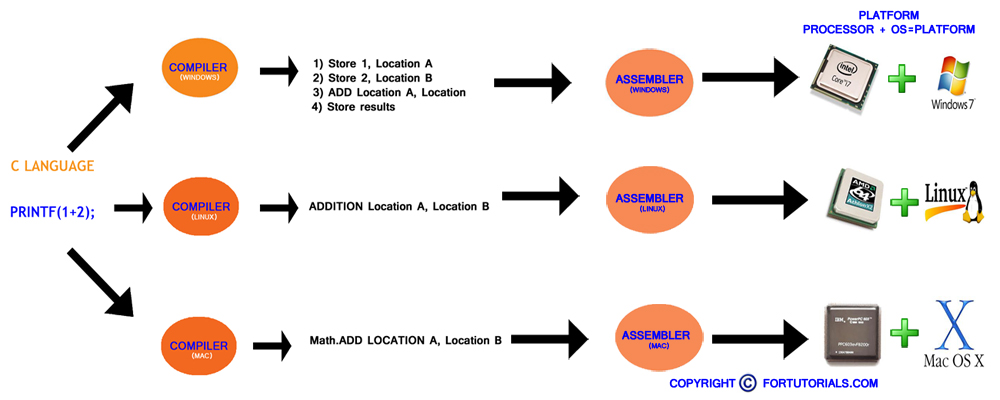 PLATFORM
PROCESSOR + OS=PLATFORM
COMPILER
(WINDOWS)
1) Store 1, Location A
2) Store 2, Location B
3) ADD Location A, Location
4) Store results
ASSEMBLER
(WINDOWS)
intel
Core i7
Windows 7
C LANGUAGE
PRINTF(1+2);
COMPILER
(LINUX)
ADDITION Location A, Location B
ASSEMBLER
(LINUX)
AMD
Linux
COMPILER
(MAC)
Math.ADD LOCATION A, Location B
ASSEMBLER
(MAC)
IBM PowerPC
X
Mac OS X
COPYRIGHT © FORTUTORIALS.COM